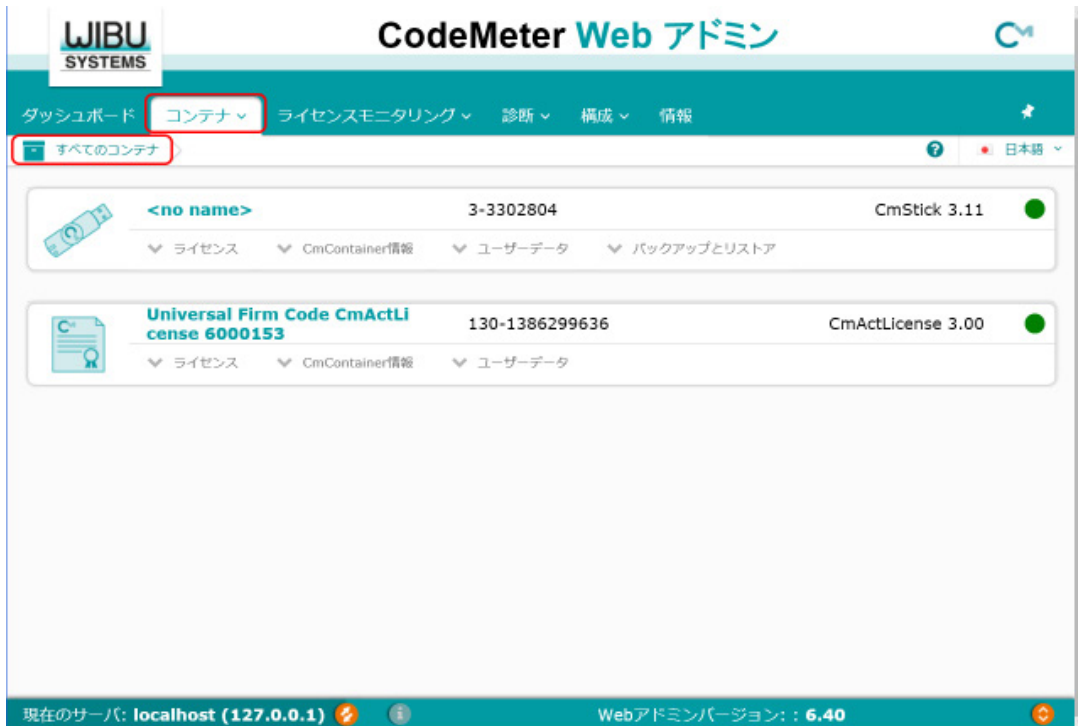 WIBU
SYSTEMS
CodeMeter Web アドミン
ダッシュボード コンテナ ライセンスモニタリング 診断 構成 情報
すべてのコンテナ ? 日本語
<no name> 3-3302804 CmStick 3.11
ライセンス CmContainer情報 ユーザーデータ バックアップとリストア
Universal Firm Code CmActLi
cense 6000153 130-1386299636 CmActLicense 3.00
ライセンス CmContainer情報 ユーザーデータ
現在のサーバ: localhost (127.0.0.1) i Webアドミンバージョン: : 6.40